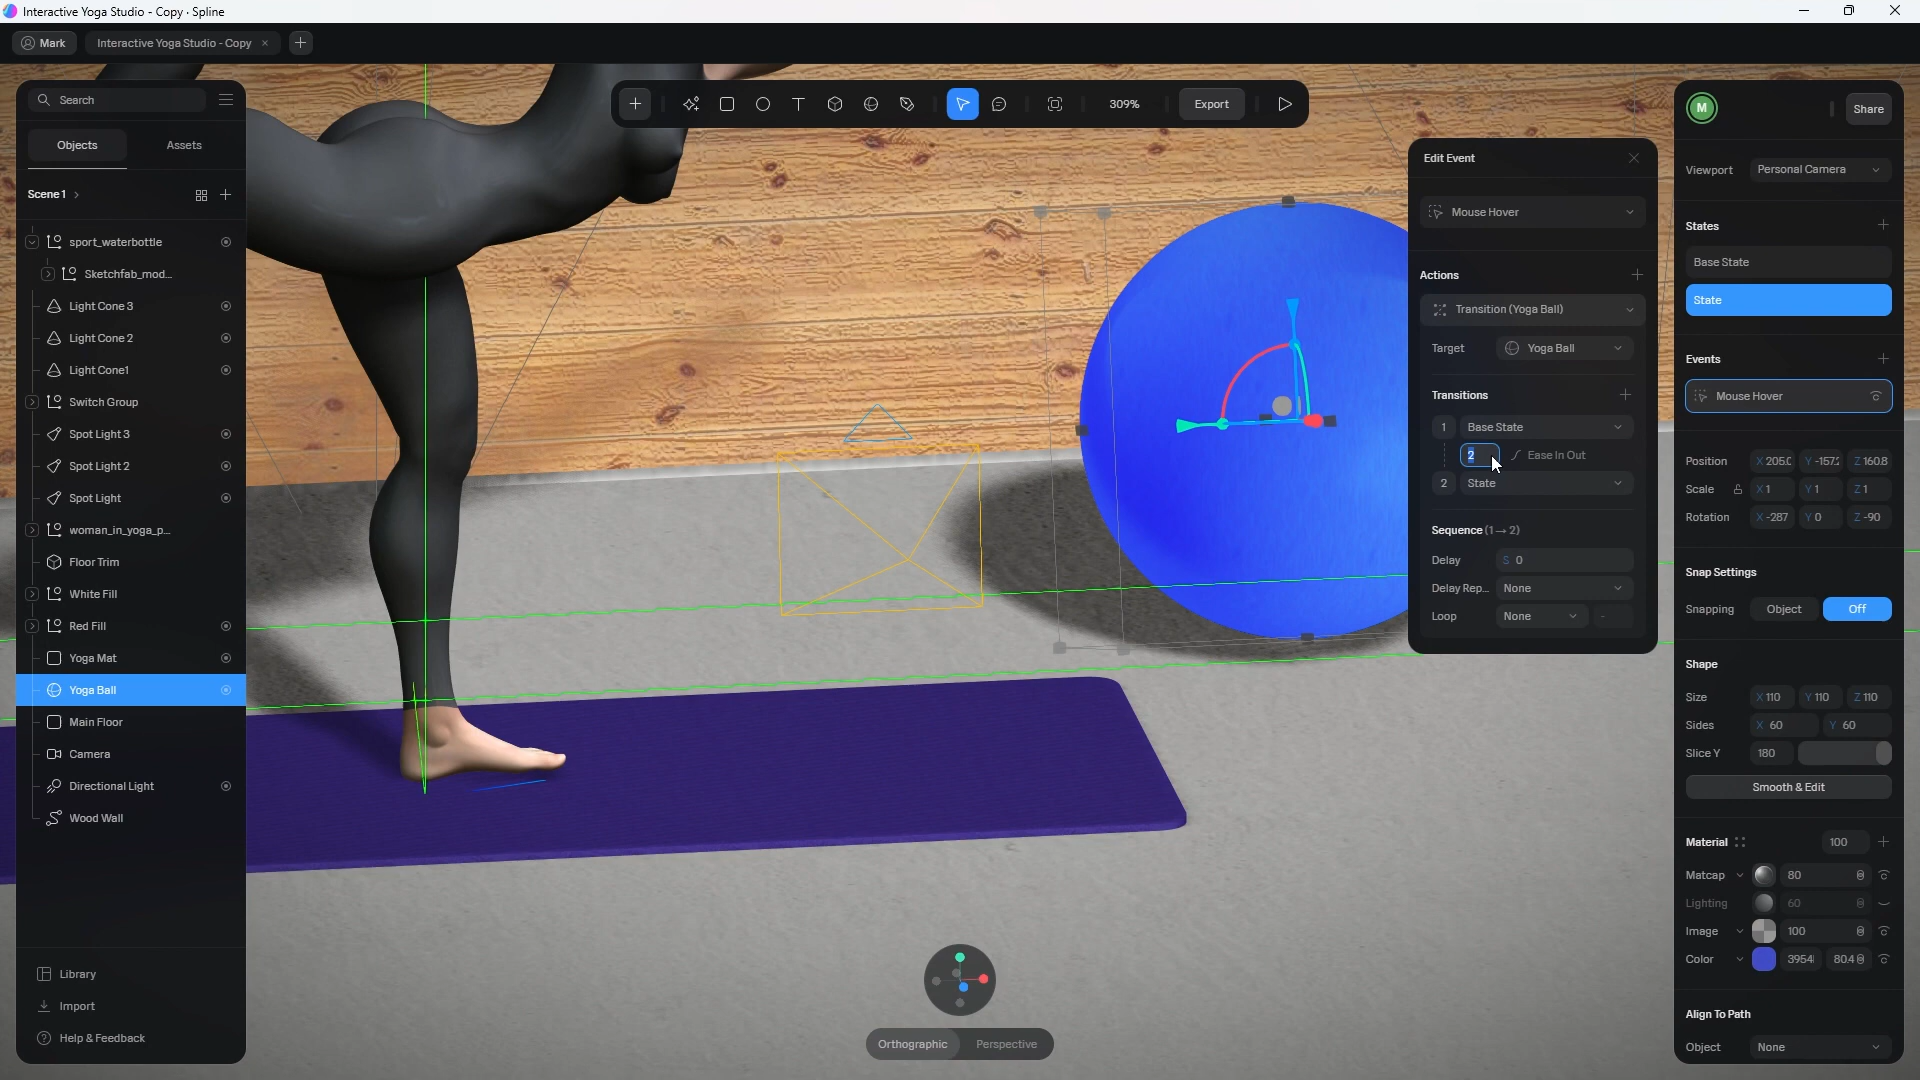 Interactive Yoga Studio - Copy - Spline
Mark
Interactive Yoga Studio - Copy
Search
Objects
Assets
Scene 1
sport_waterbottle
Sketchfab_mod...
Light Cone 3
Light Cone 2
Light Cone1
Switch Group
Spot Light 3
Spot Light 2
Spot Light
woman_in_yoga_p...
Floor Trim
White Fill
Red Fill
Yoga Mat
Yoga Ball
Main Floor
Camera
Directional Light
Wood Wall
Library
Import
Help & Feedback
309%
Export
Orthographic
Perspective
Edit Event
Mouse Hover
Actions
Transition (Yoga Ball)
Target
Yoga Ball
Transitions
1
Base State
2
Ease In Out
2
State
Sequence (1→2)
Delay
S 0
Delay Rep...
None
Loop
None
-
M
Share
Viewport
Personal Camera
States
Base State
State
Events
Mouse Hover
Position X 205.0 Y -157.2 Z 160.8
Scale X 1 Y 1 Z 1
Rotation X -287 Y 0 Z -90
Snap Settings
Snapping Object Off
Shape
Size X 110 Y 110 Z 110
Sides X 60 Y 60
Slice Y 180
Smooth & Edit
Material 100
Matcap 80
Lighting 60
Image 100
Color 3954 80.4
Align To Path
Object None